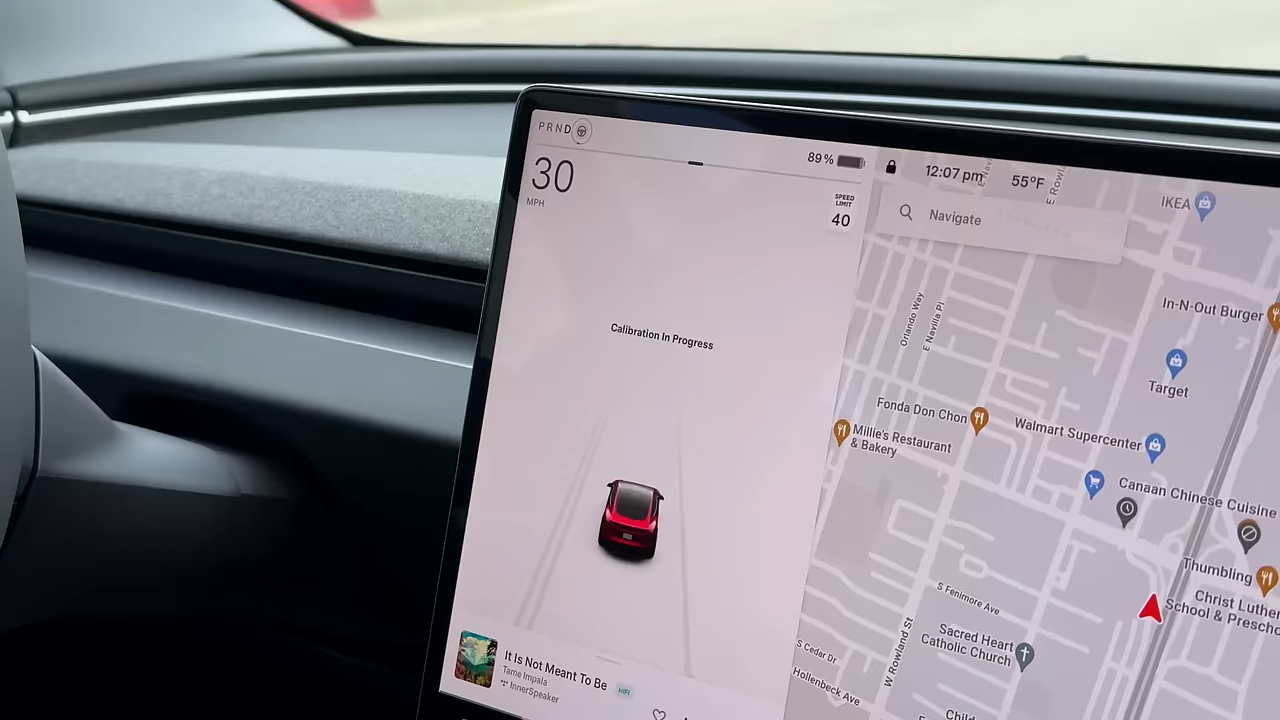 PRND
89%
30
MPH
SPEED
LIMIT
40
Calibration In Progress
It Is Not Meant To Be
HIFI
Tame Impala
InnerSpeaker
12:07 pm
55°F
Navigate
IKEA
In-N-Out Burger
Orlando Way
E Navilla Pl
Target
Fonda Don Chon
Walmart Supercenter
Millie's Restaurant
& Bakery
Canaan Chinese Cuisine
Thumbling
S Fenimore Ave
Christ Luther
School & Prescho
W Rowland St
Sacred Heart
Catholic Church
S Cedar Dr
Hollenbeck Ave